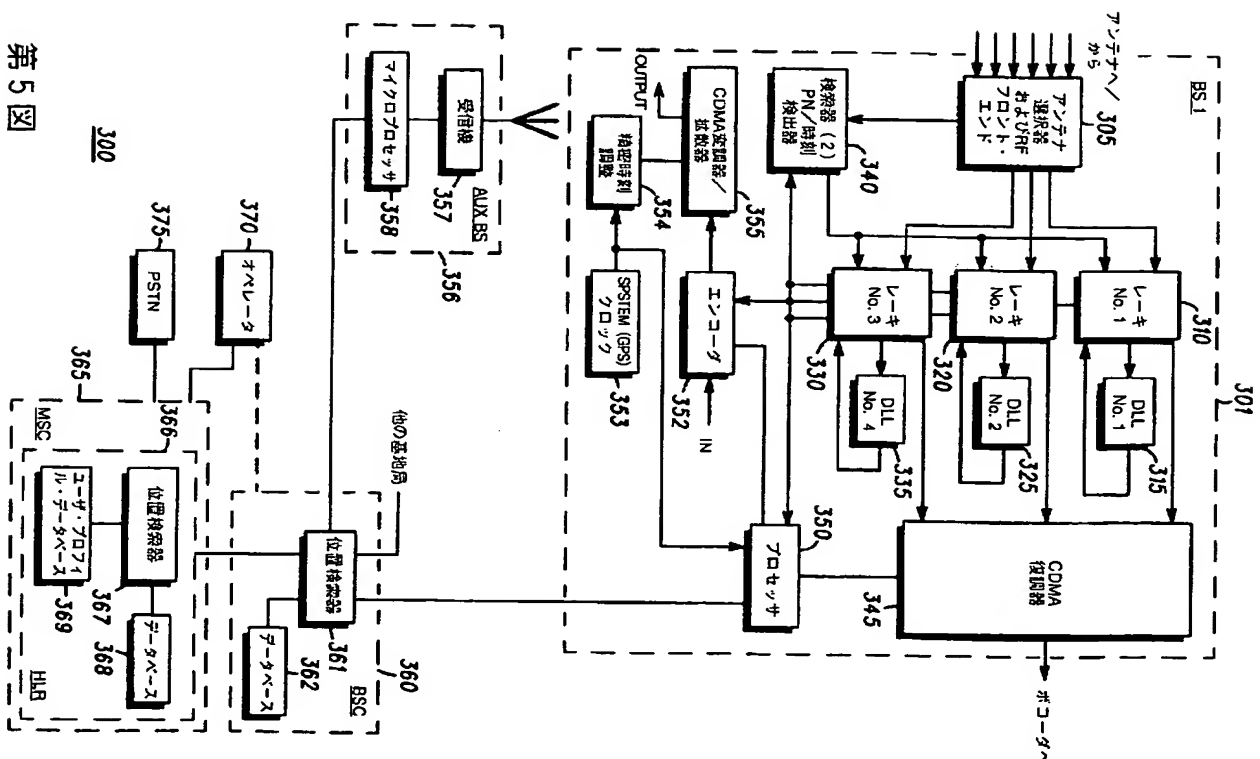 第5図
300
301
BS 1
アンテナへ/
から
アンテナ
選択器
およびRF
フロント・
エンド
305
レーキ
No. 1
310
DLL
No. 1
315
レーキ
No. 2
320
DLL
No. 2
325
レーキ
No. 3
330
DLL
No. 4
335
検索器 (2)
PN/時刻
検出器
340
CDMA
復調器
345
ボコーダへ
プロセッサ
350
エンコーダ
352
IN
SPSTEM (GPS)
クロック
353
精密時刻
調整
354
CDMA変調器/
拡散器
355
OUTPUT
356
AUX BS
受信機
357
マイクロプロセッサ
358
他の基地局
360
BSC
位置検索器
361
データベース
362
365
MSC
366
HLR
位置検索器
367
データベース
368
ユーザ・プロフィ
ル・データベース
369
オペレータ
370
PSTN
375